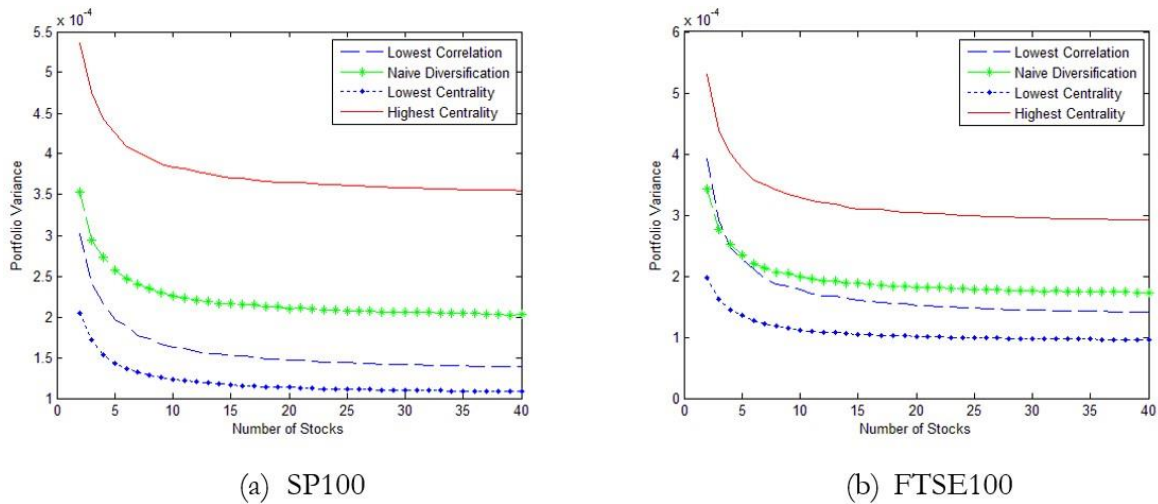 x 10⁻⁴
5.5
5
4.5
4
3.5
3
2.5
2
1.5
1
Portfolio Variance
0 5 10 15 20 25 30 35 40
Number of Stocks
Lowest Correlation
Naive Diversification
Lowest Centrality
Highest Centrality
(a) SP100
x 10⁻⁴
6
5
4
3
2
1
0
Portfolio Variance
0 5 10 15 20 25 30 35 40
Number of Stocks
Lowest Correlation
Naive Diversification
Lowest Centrality
Highest Centrality
(b) FTSE100